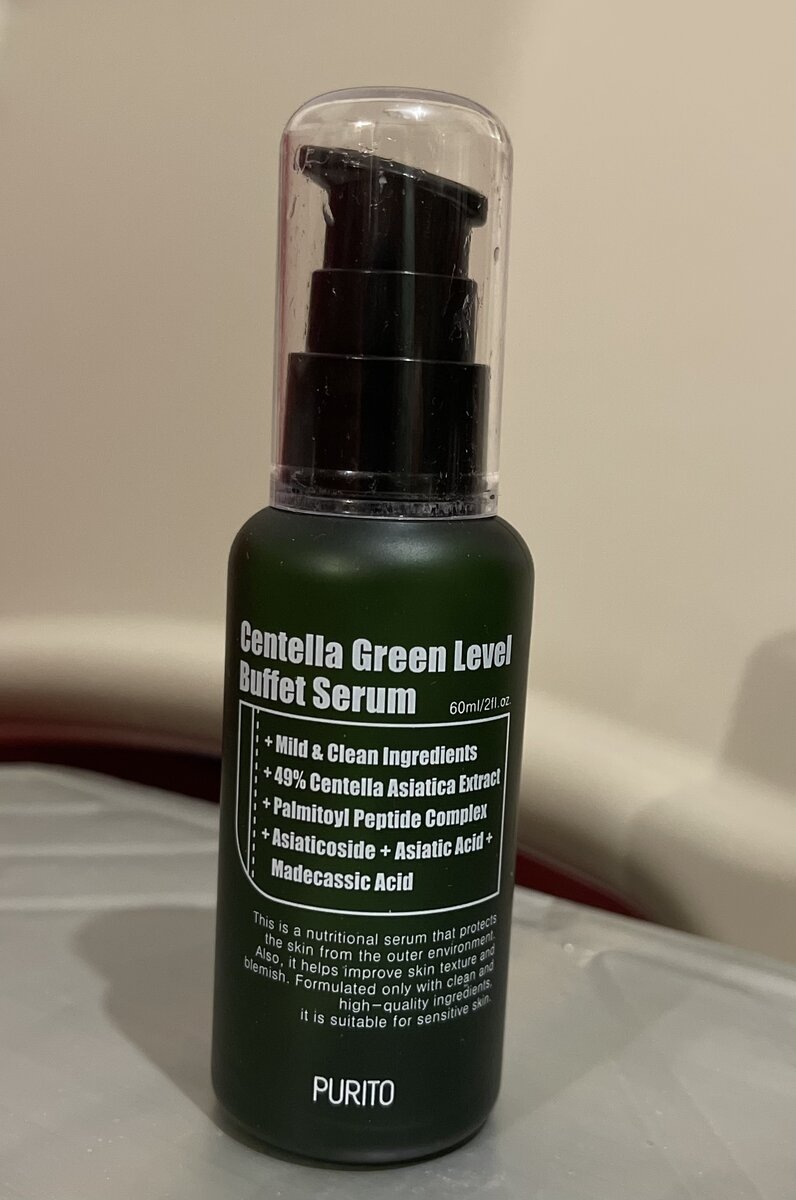 Centella Green Level
Buffet Serum 60ml/2fl.oz.
+ Mild & Clean Ingredients
+ 49% Centella Asiatica Extract
+ Palmitoyl Peptide Complex
+ Asiaticoside + Asiatic Acid +
Madecassic Acid
This is a nutritional serum that protects
the skin from the outer environment.
Also, it helps improve skin texture and
blemish. Formulated only with clean and
high-quality ingredients,
it is suitable for sensitive skin.
PURITO